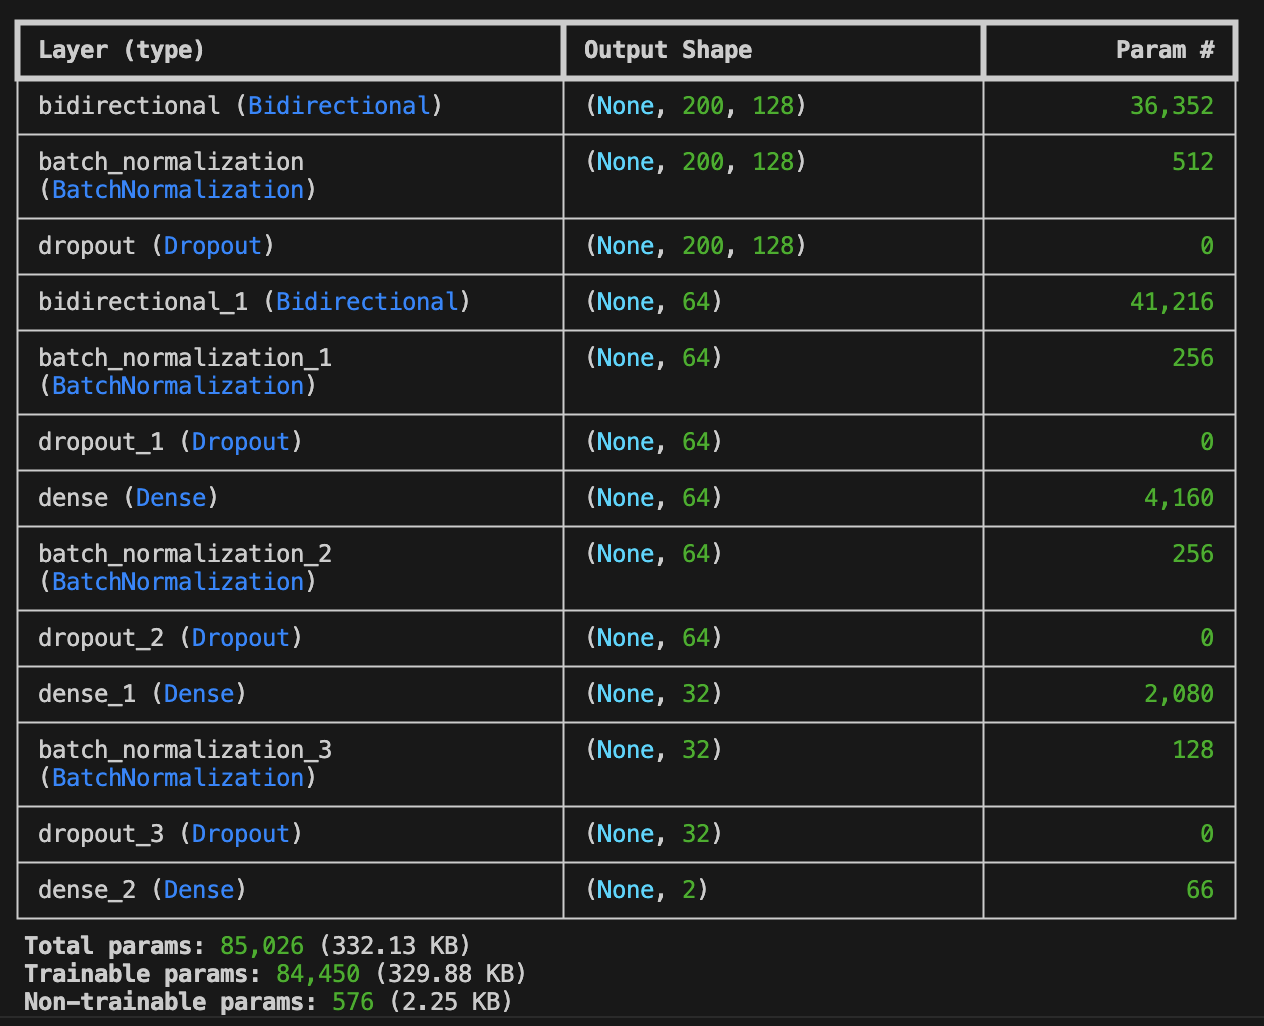 Layer (type) Output Shape Param #
bidirectional (Bidirectional) (None, 200, 128) 36,352
batch_normalization (None, 200, 128) 512
(BatchNormalization)
dropout (Dropout) (None, 200, 128) 0
bidirectional_1 (Bidirectional) (None, 64) 41,216
batch_normalization_1 (None, 64) 256
(BatchNormalization)
dropout_1 (Dropout) (None, 64) 0
dense (Dense) (None, 64) 4,160
batch_normalization_2 (None, 64) 256
(BatchNormalization)
dropout_2 (Dropout) (None, 64) 0
dense_1 (Dense) (None, 32) 2,080
batch_normalization_3 (None, 32) 128
(BatchNormalization)
dropout_3 (Dropout) (None, 32) 0
dense_2 (Dense) (None, 2) 66
Total params: 85,026 (332.13 KB)
Trainable params: 84,450 (329.88 KB)
Non-trainable params: 576 (2.25 KB)